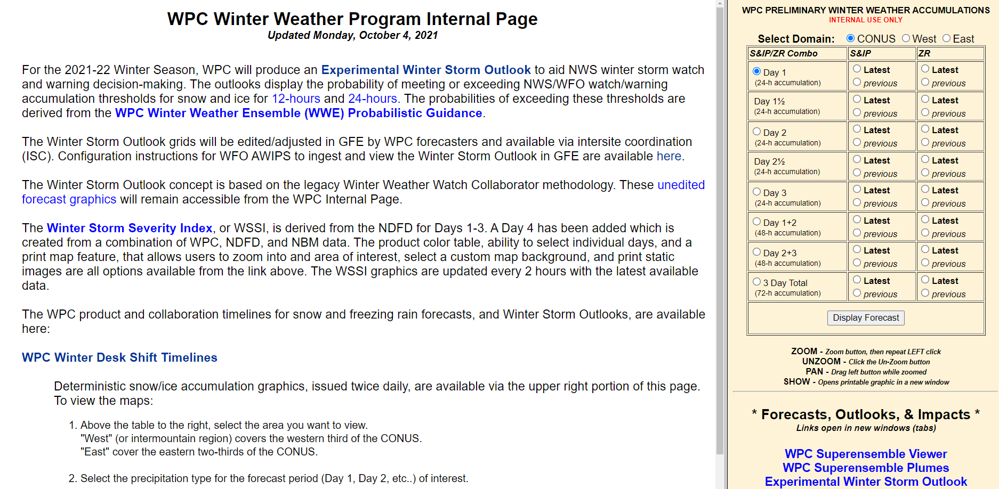 WPC Winter Weather Program Internal Page
Updated Monday, October 4, 2021
For the 2021-22 Winter Season, WPC will produce an Experimental Winter Storm Outlook to aid NWS winter storm watch
and warning decision-making. The outlooks display the probability of meeting or exceeding NWS/WFO watch/warning
accumulation thresholds for snow and ice for 12-hours and 24-hours. The probabilities of exceeding these thresholds are
derived from the WPC Winter Weather Ensemble (WWE) Probabilistic Guidance.
The Winter Storm Outlook grids will be edited/adjusted in GFE by WPC forecasters and available via intersite coordination
(ISC). Configuration instructions for WFO AWIPS to ingest and view the Winter Storm Outlook in GFE are available here.
The Winter Storm Outlook concept is based on the legacy Winter Weather Watch Collaborator methodology. These unedited
forecast graphics will remain accessible from the WPC Internal Page.
The Winter Storm Severity Index, or WSSI, is derived from the NDFD for Days 1-3. A Day 4 has been added which is
created from a combination of WPC, NDFD, and NBM data. The product color table, ability to select individual days, and a
print map feature, that allows users to zoom into and area of interest, select a custom map background, and print static
images are all options available from the link above. The WSSI graphics are updated every 2 hours with the latest available
data.
The WPC product and collaboration timelines for snow and freezing rain forecasts, and Winter Storm Outlooks, are available
here:
WPC Winter Desk Shift Timelines
Deterministic snow/ice accumulation graphics, issued twice daily, are available via the upper right portion of this page.
To view the maps:
1. Above the table to the right, select the area you want to view.
"West" (or intermountain region) covers the western third of the CONUS.
"East" cover the eastern two-thirds of the CONUS.
2. Select the precipitation type for the forecast period (Day 1, Day 2, etc..) of interest.
WPC PRELIMINARY WINTER WEATHER ACCUMULATIONS
INTERNAL USE ONLY
Select Domain: CONUS West East
S&IP/ZR Combo S&IP ZR
Day 1 Latest Latest
(24-h accumulation) previous previous
Day 1½ Latest Latest
(24-h accumulation) previous previous
Day 2 Latest Latest
(24-h accumulation) previous previous
Day 2½ Latest Latest
(24-h accumulation) previous previous
Day 3 Latest Latest
(24-h accumulation) previous previous
Day 1+2 Latest Latest
(48-h accumulation) previous previous
Day 2+3 Latest Latest
(48-h accumulation) previous previous
3 Day Total Latest Latest
(72-h accumulation) previous previous
Display Forecast
ZOOM - Zoom button, then repeat LEFT click
UNZOOM - Click the Un-Zoom button
PAN - Drag left button while zoomed
SHOW - Opens printable graphic in a new window
* Forecasts, Outlooks, & Impacts *
Links open in new windows (tabs)
WPC Superensemble Viewer
WPC Superensemble Plumes
Experimental Winter Storm Outlook